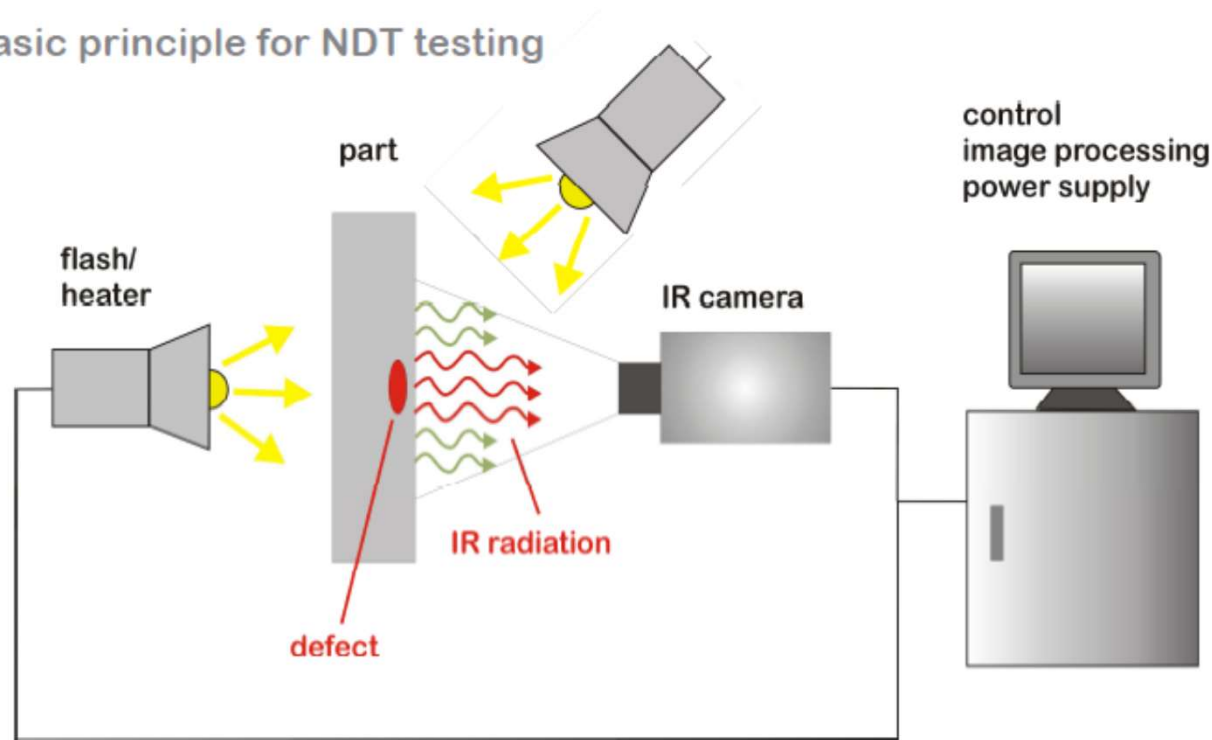 asic principle for NDT testing
part
control
image processing
power supply
flash/
heater
IR camera
IR radiation
defect